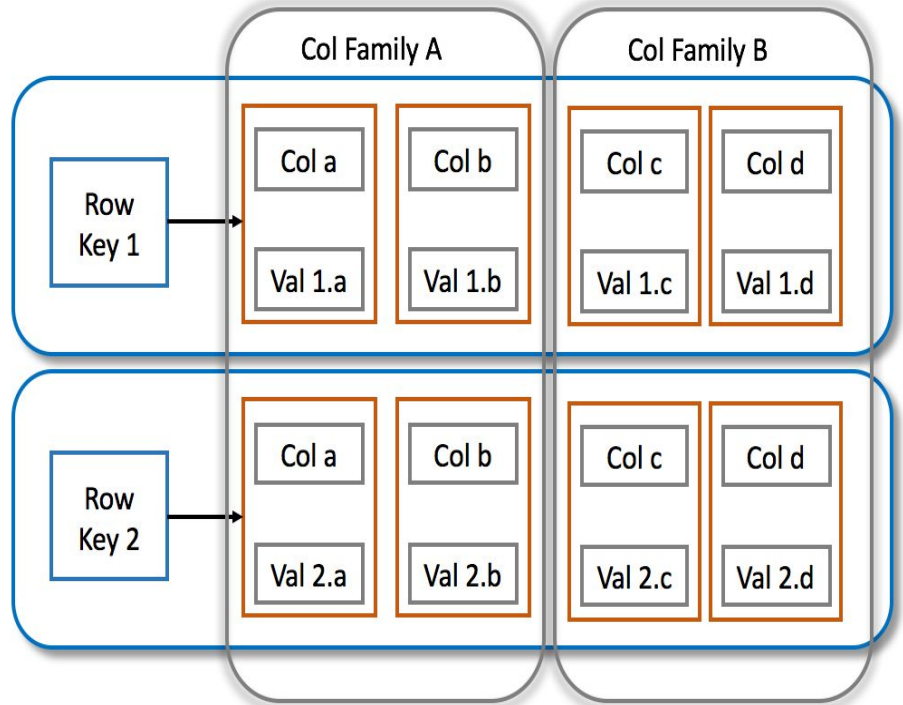 Col Family A
Col Family B
Col a
Col b
Col c
Col d
Row
Key 1
Val 1.a
Val 1.b
Val 1.c
Val 1.d
Col a
Col b
Col c
Col d
Row
Key 2
Val 2.a
Val 2.b
Val 2.c
Val 2.d